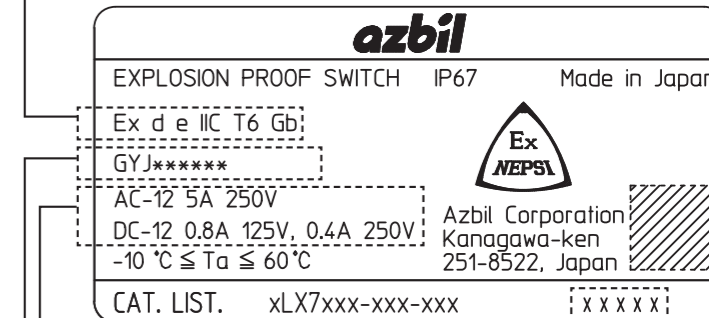 azbil
EXPLOSION PROOF SWITCH IP67 Made in Japan
Ex d e IIC T6 Gb
GYJ******
AC-12 5A 250V
DC-12 0.8A 125V, 0.4A 250V
-10 °C ≦ Ta ≦ 60°C
Ex
NEPSI
Azbil Corporation
Kanagawa-ken
251-8522, Japan
CAT. LIST. xLX7xxx-xxx-xxx x x x x x